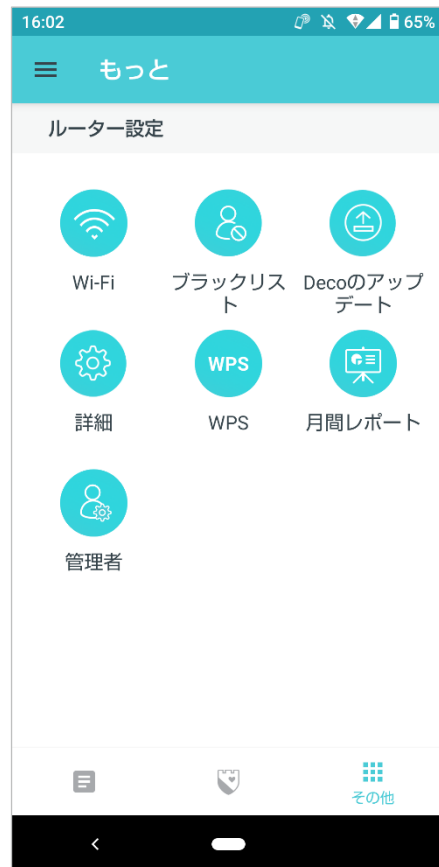 16:02
65%
もっと
ルーター設定
Wi-Fi
ブラックリス
ト
Decoのアップ
デート
WPS
詳細
WPS
月間レポート
管理者
その他